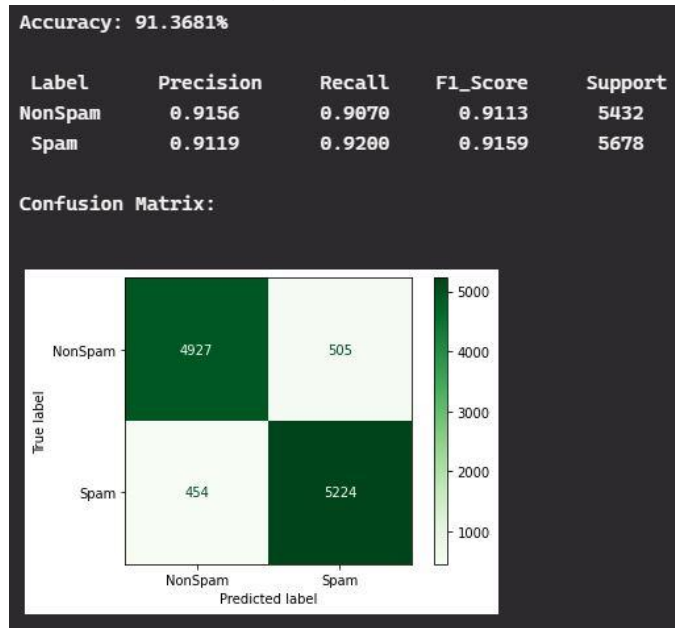 Accuracy: 91.3681%
Label Precision Recall F1_Score Support
NonSpam 0.9156 0.9070 0.9113 5432
Spam 0.9119 0.9200 0.9159 5678
Confusion Matrix:
5000
NonSpam 4927 505 4000
3000
True label
2000
Spam 454 5224
1000
NonSpam Spam
Predicted label